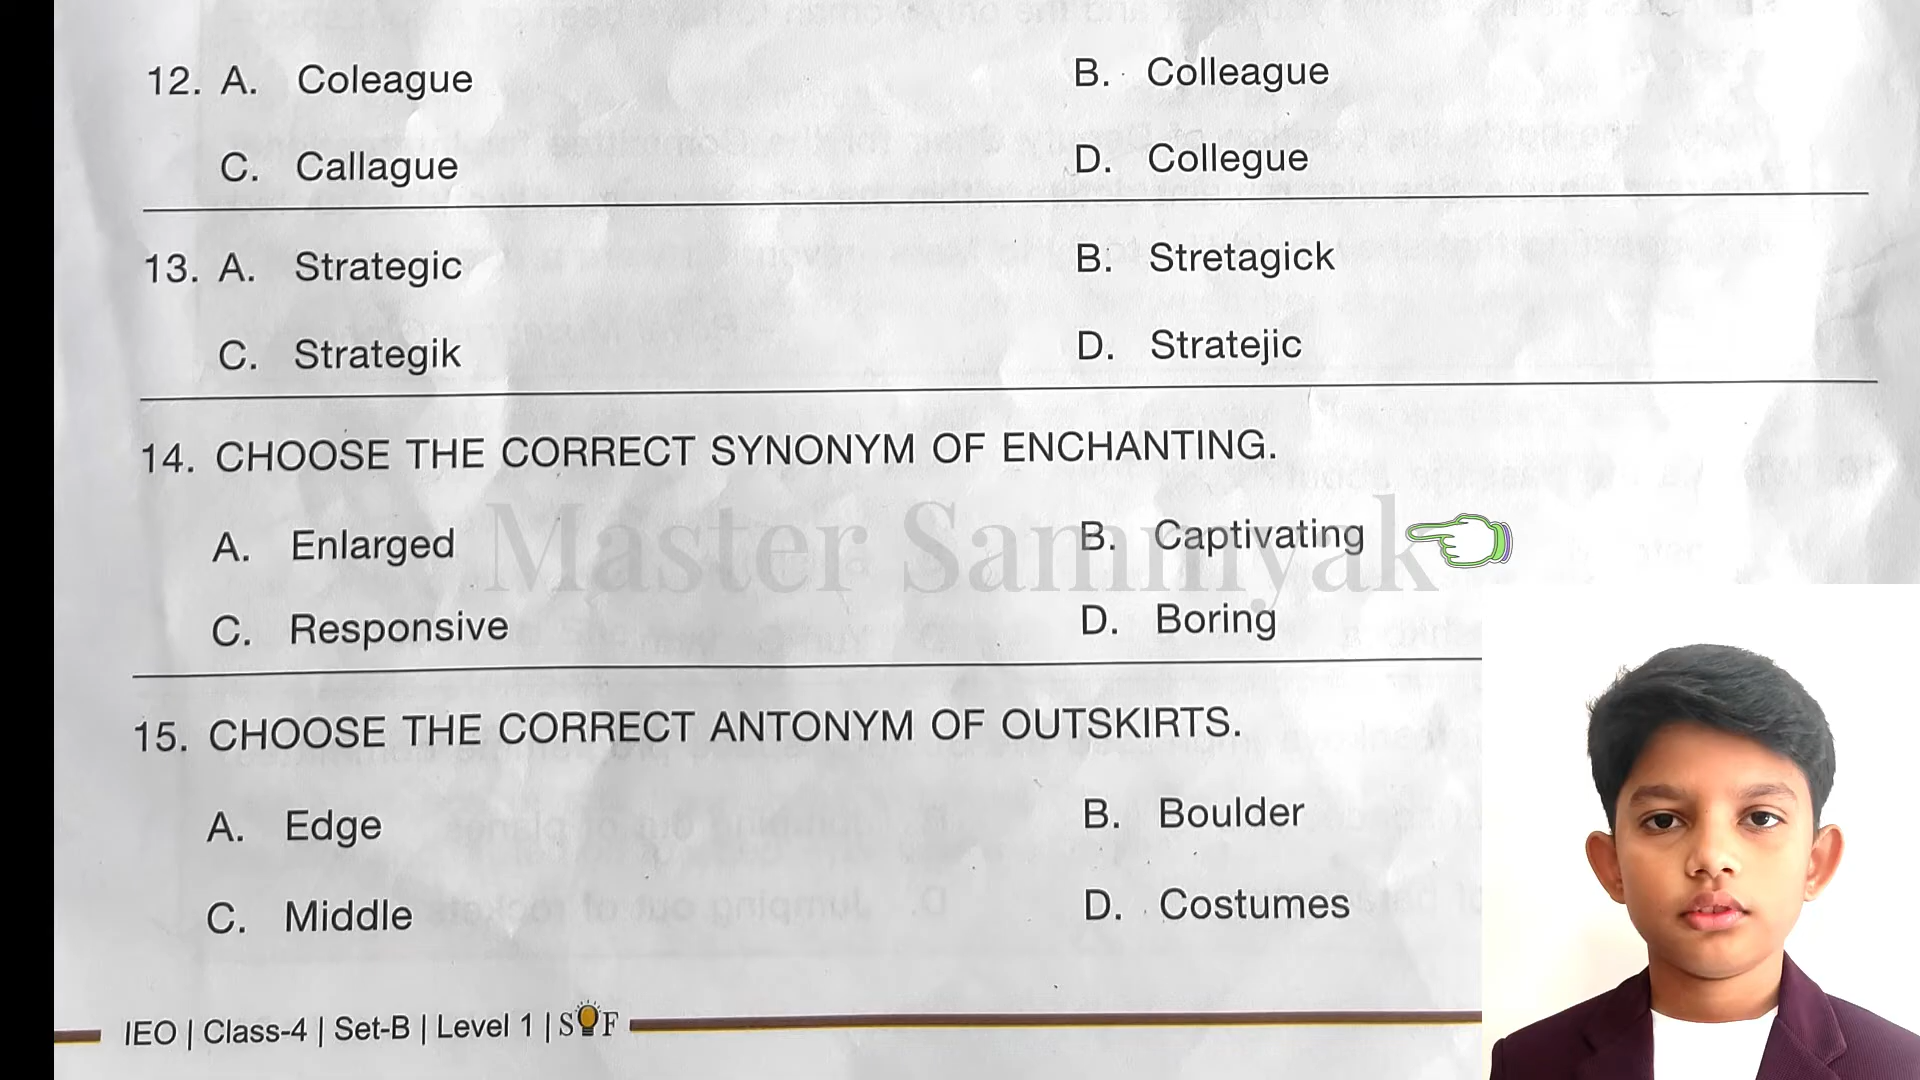 12. A. Coleague B. Colleague
C. Callague D. Collegue
13. A. Strategic B. Stretagick
C. Strategik D. Stratejic
14. CHOOSE THE CORRECT SYNONYM OF ENCHANTING.
A. Enlarged B. Captivating
Master Sammyak
C. Responsive D. Boring
15. CHOOSE THE CORRECT ANTONYM OF OUTSKIRTS.
A. Edge B. Boulder
C. Middle D. Costumes
IEO | Class-4 | Set-B | Level 1 | SOF